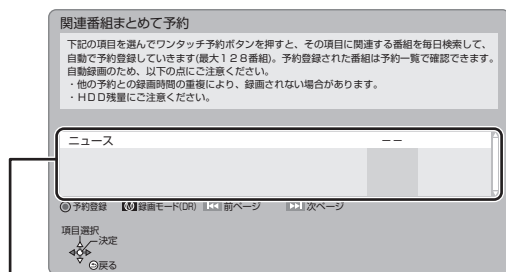 関連番組まとめて予約
下記の項目を選んでワンタッチ予約ボタンを押すと、その項目に関連する番組を毎日検索して、
自動で予約登録していきます(最大128番組)。予約登録された番組は予約一覧で確認できます。
自動録画のため、以下の点にご注意ください。
・他の予約との録画時間の重複により、録画されない場合があります。
・HDD残量にご注意ください。
ニュース −−
予約登録 録画モード(DR) 前ページ 次ページ
項目選択
決定
戻る